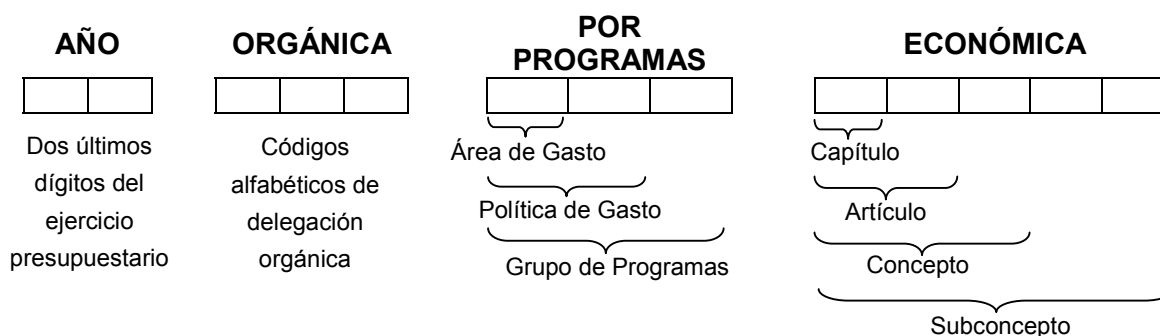 AÑO
ORGÁNICA
POR
PROGRAMAS
ECONÓMICA
Dos últimos
dígitos del
ejercicio
presupuestario
Códigos
alfabéticos de
delegación
orgánica
Área de Gasto
Política de Gasto
Grupo de Programas
Capítulo
Artículo
Concepto
Subconcepto